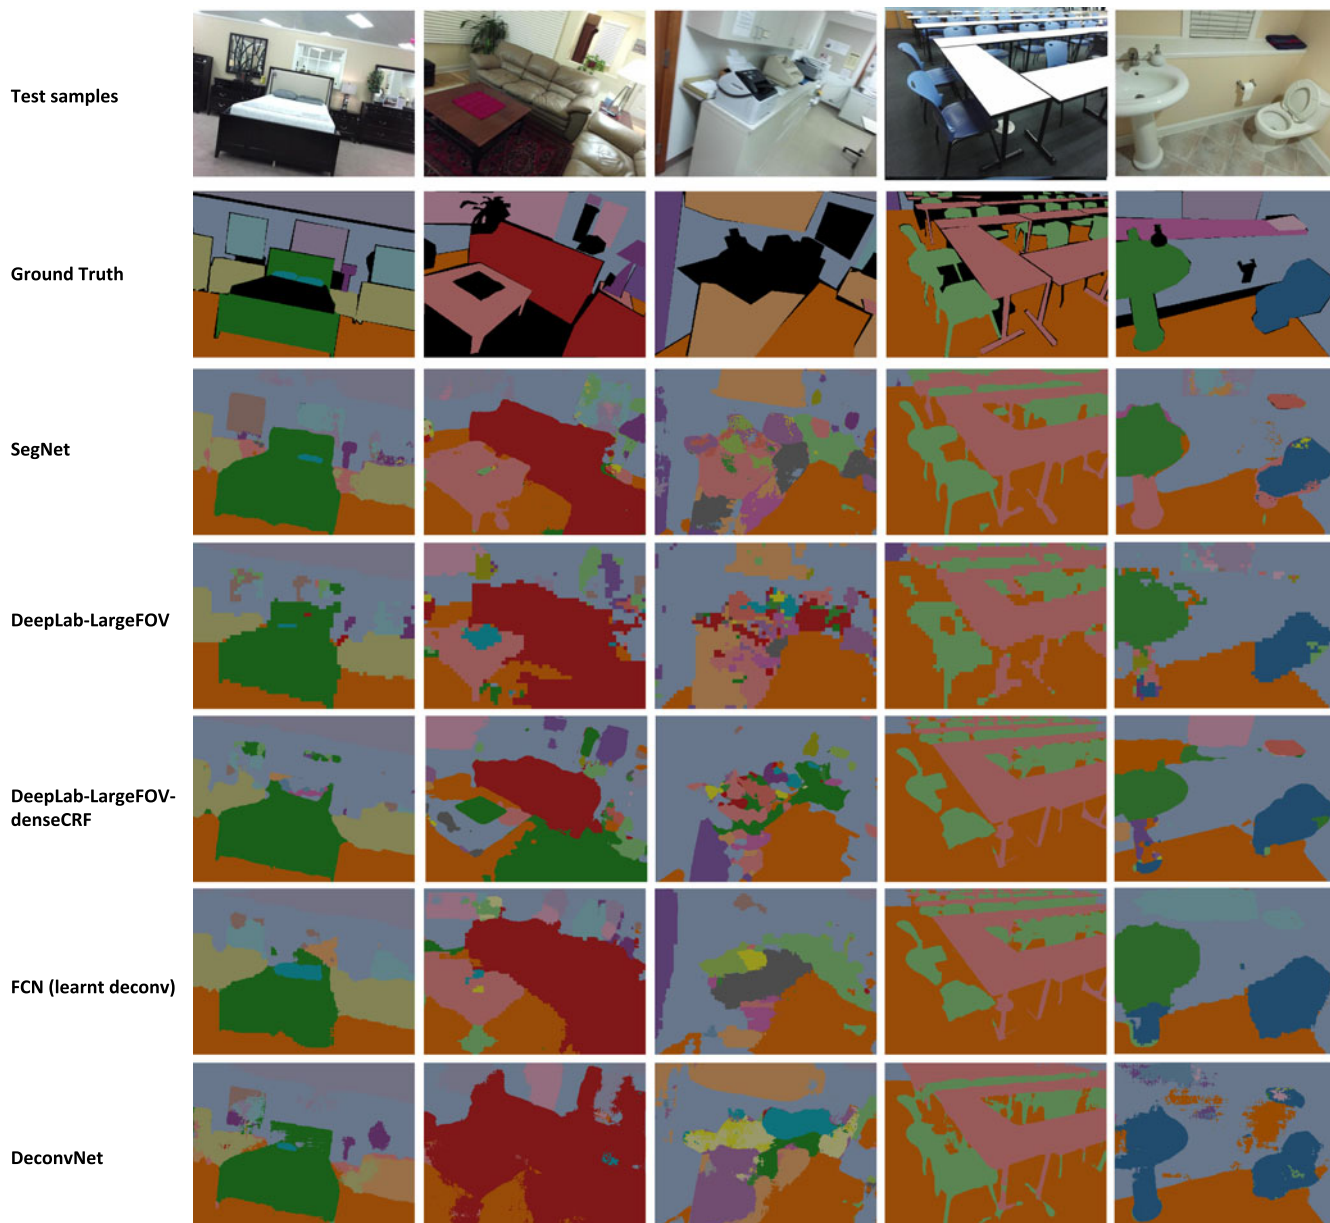 Test samples
Ground Truth
SegNet
DeepLab-LargeFOV
DeepLab-LargeFOV-
denseCRF
FCN (learnt deconv)
DeconvNet